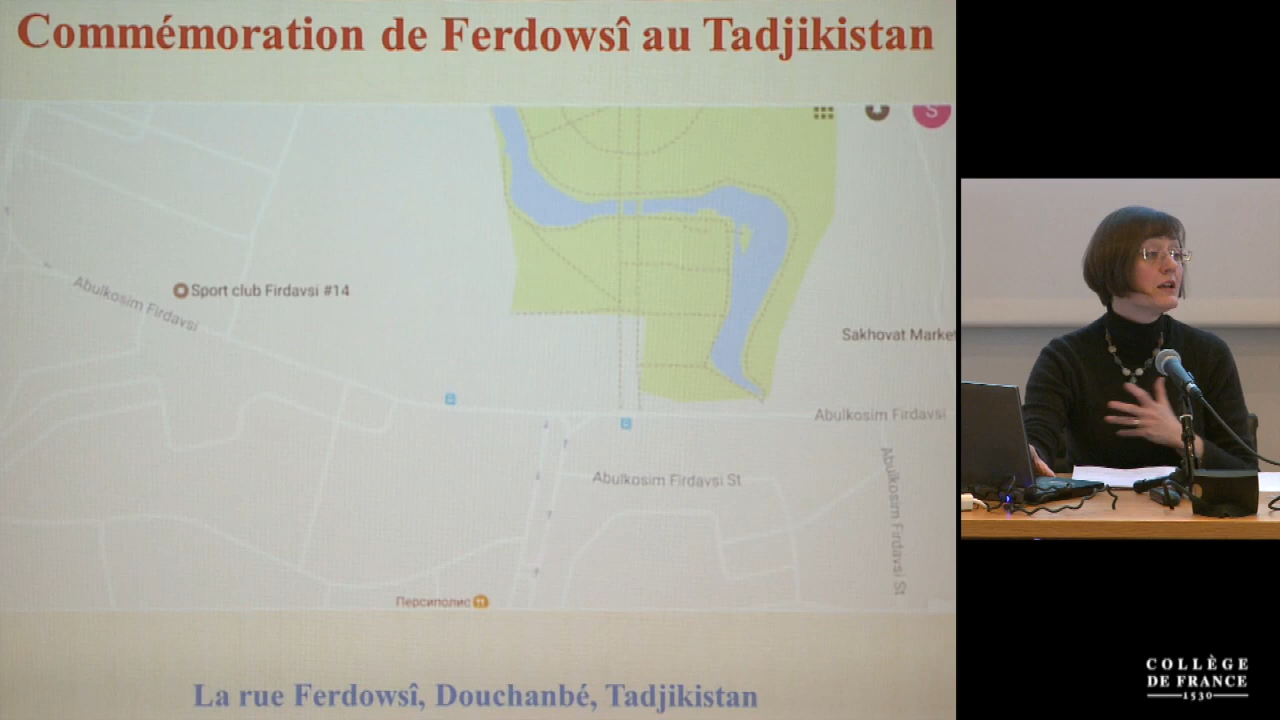 Commémoration de Ferdowsî au Tadjikistan
S
Abulkosim Firdavsi
Sport club Firdavsi #14
Sakhovat Market
Abulkosim Firdavsi
Abulkosim Firdavsi St
Abulkosim Firdavsi St
Персиполис
La rue Ferdowsî, Douchanbé, Tadjikistan
COLLÈGE
DE FRANCE
1530